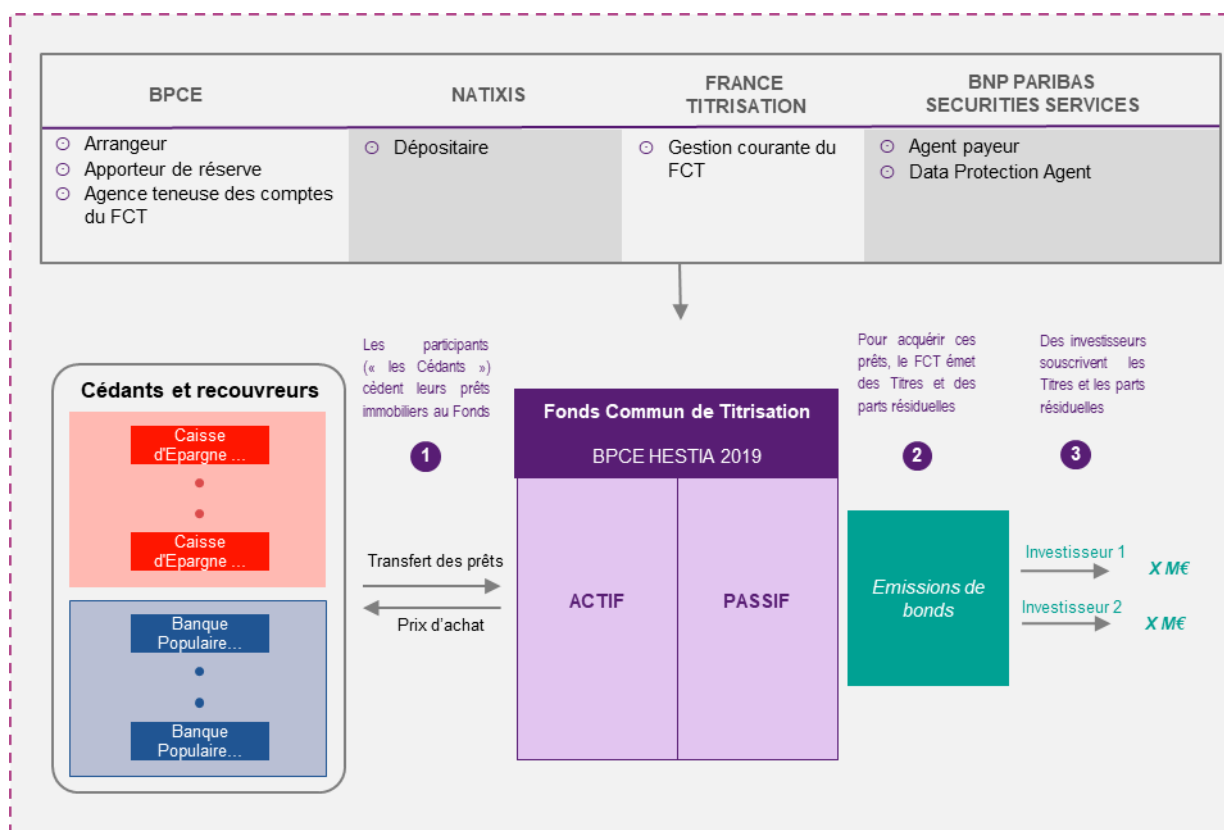 BPCE
NATIXIS
FRANCE
TITRISATION
BNP PARIBAS
SECURITIES SERVICES
Arrangeur
Apporteur de réserve
Agence teneuse des comptes
du FCT
Dépositaire
Gestion courante du
FCT
Agent payeur
Data Protection Agent
Cédants et recouvreurs
Caisse
d'Epargne ...
Caisse
d'Epargne ...
Banque
Populaire...
Banque
Populaire...
Les participants
(« les Cédants »)
cèdent leurs prêts
immobiliers au Fonds
1
Transfert des prêts
Prix d'achat
Fonds Commun de Titrisation
BPCE HESTIA 2019
ACTIF
PASSIF
Pour acquérir ces
prêts, le FCT émet
des Titres et des
parts résiduelles
2
Emissions de
bonds
Des investisseurs
souscrivent les
Titres et les parts
résiduelles
3
Investisseur 1
X M€
Investisseur 2
X M€